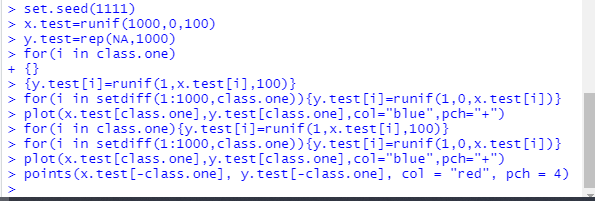 > set.seed(1111)
> x.test=runif(1000,0,100)
> y.test=rep(NA,1000)
> for(i in class.one)
+ {}
> {y.test[i]=runif(1,x.test[i],100)}
> for(i in setdiff(1:1000,class.one)){y.test[i]=runif(1,0,x.test[i])}
> plot(x.test[class.one],y.test[class.one],col="blue",pch="+")
> for(i in class.one){y.test[i]=runif(1,x.test[i],100)}
> for(i in setdiff(1:1000,class.one)){y.test[i]=runif(1,0,x.test[i])}
> plot(x.test[class.one],y.test[class.one],col="blue",pch="+")
> points(x.test[-class.one], y.test[-class.one], col = "red", pch = 4)
>